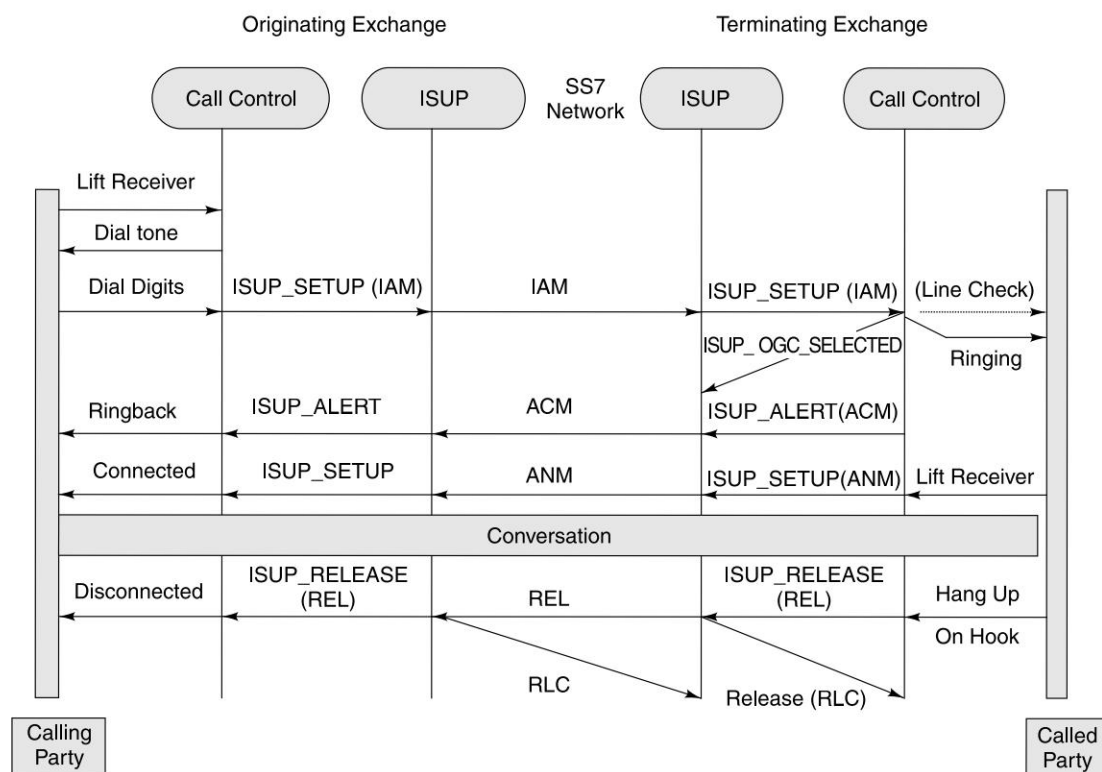 Originating Exchange
Terminating Exchange
Call Control
ISUP
SS7
Network
ISUP
Call Control
Lift Receiver
Dial tone
Dial Digits
ISUP_SETUP (IAM)
IAM
ISUP_SETUP (IAM)
(Line Check)
ISUP_ OGC_SELECTED
Ringing
Ringback
ISUP_ALERT
ACM
ISUP_ALERT(ACM)
Connected
ISUP_SETUP
ANM
ISUP_SETUP(ANM)
Lift Receiver
Conversation
Disconnected
ISUP_RELEASE
(REL)
REL
ISUP_RELEASE
(REL)
Hang Up
On Hook
RLC
Release (RLC)
Calling
Party
Called
Party